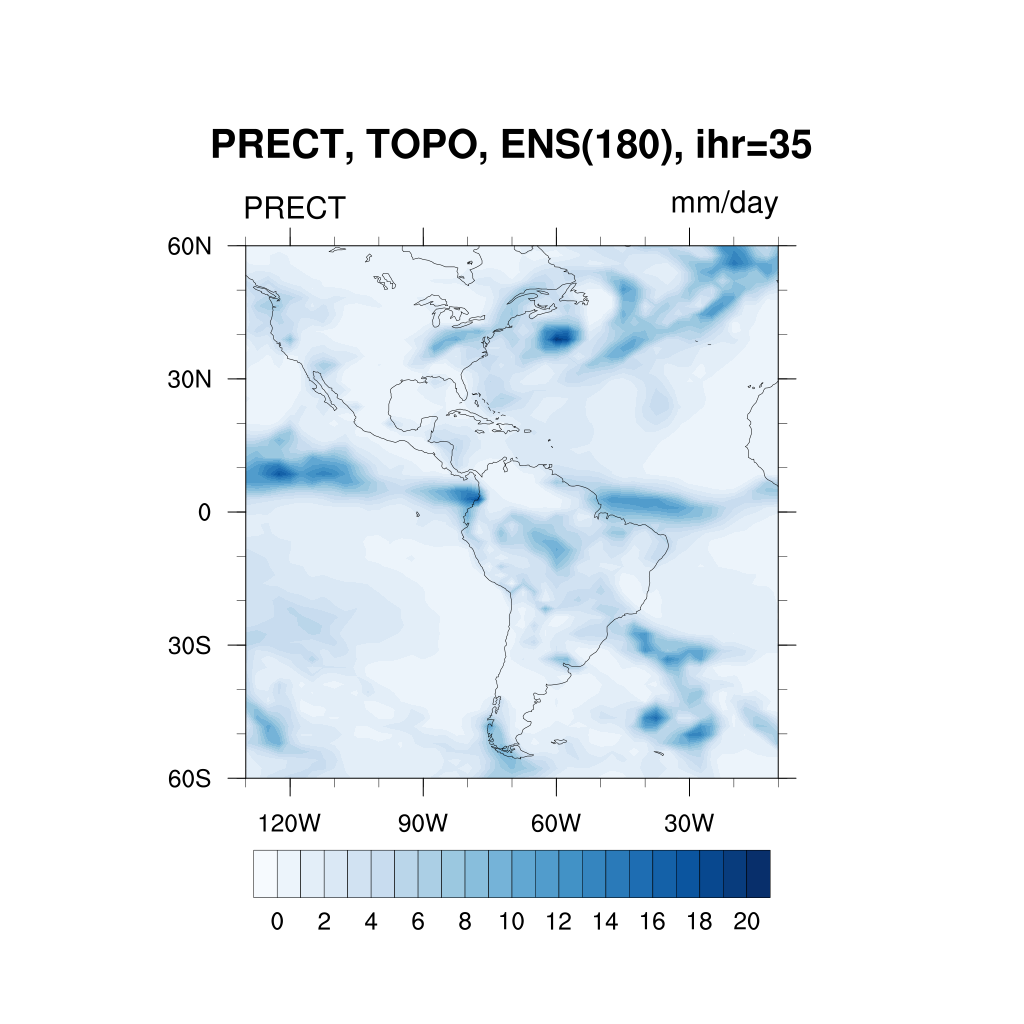 PRECT, TOPO, ENS(180), ihr=35
PRECT mm/day
60N
30N
0
30S
60S
120W 90W 60W 30W
0 2 4 6 8 10 12 14 16 18 20